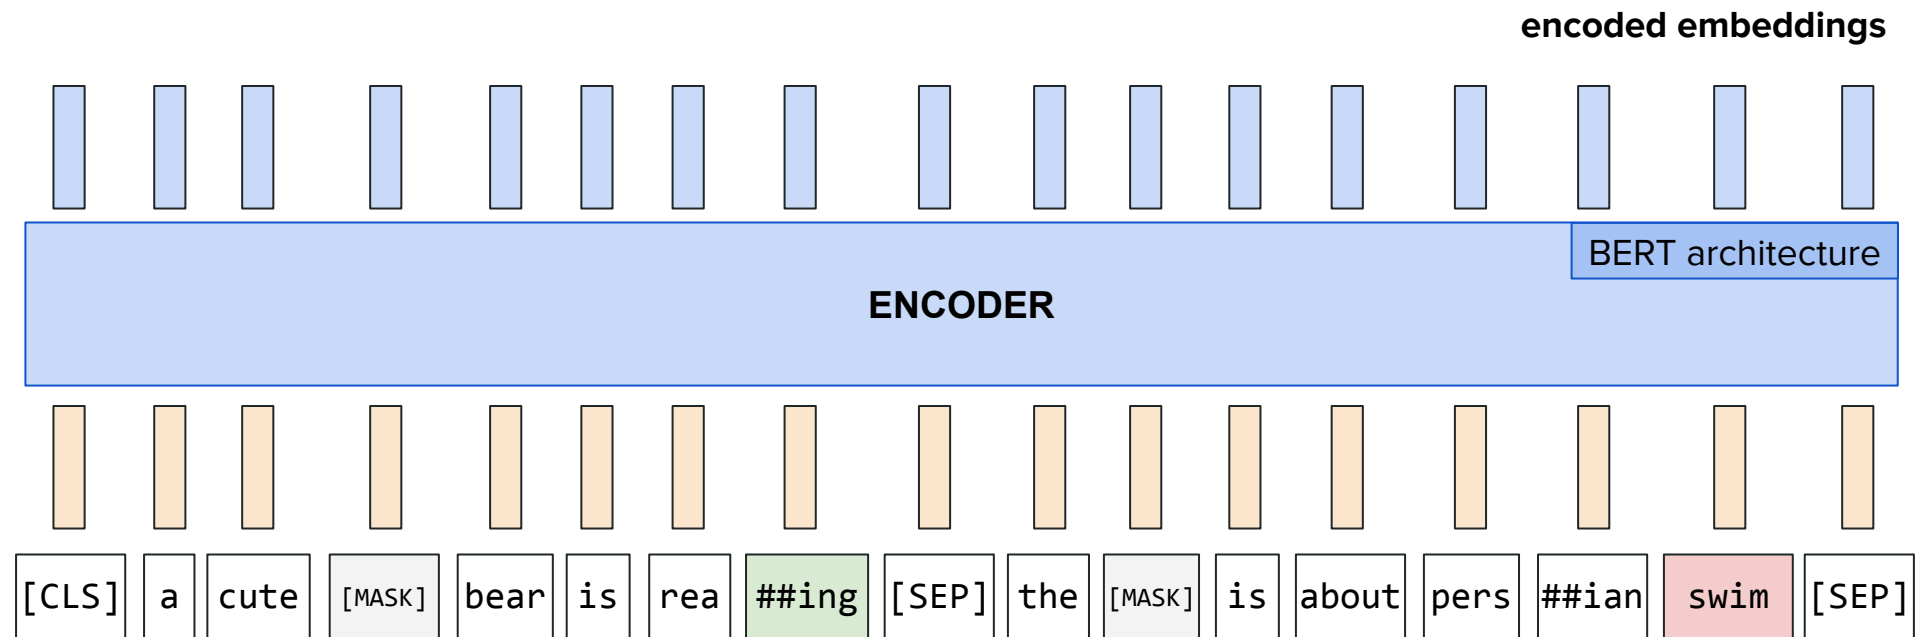 encoded embeddings
BERT architecture
ENCODER
[CLS] a cute [MASK] bear is rea ##ing [SEP] the [MASK] is about pers ##ian swim [SEP]